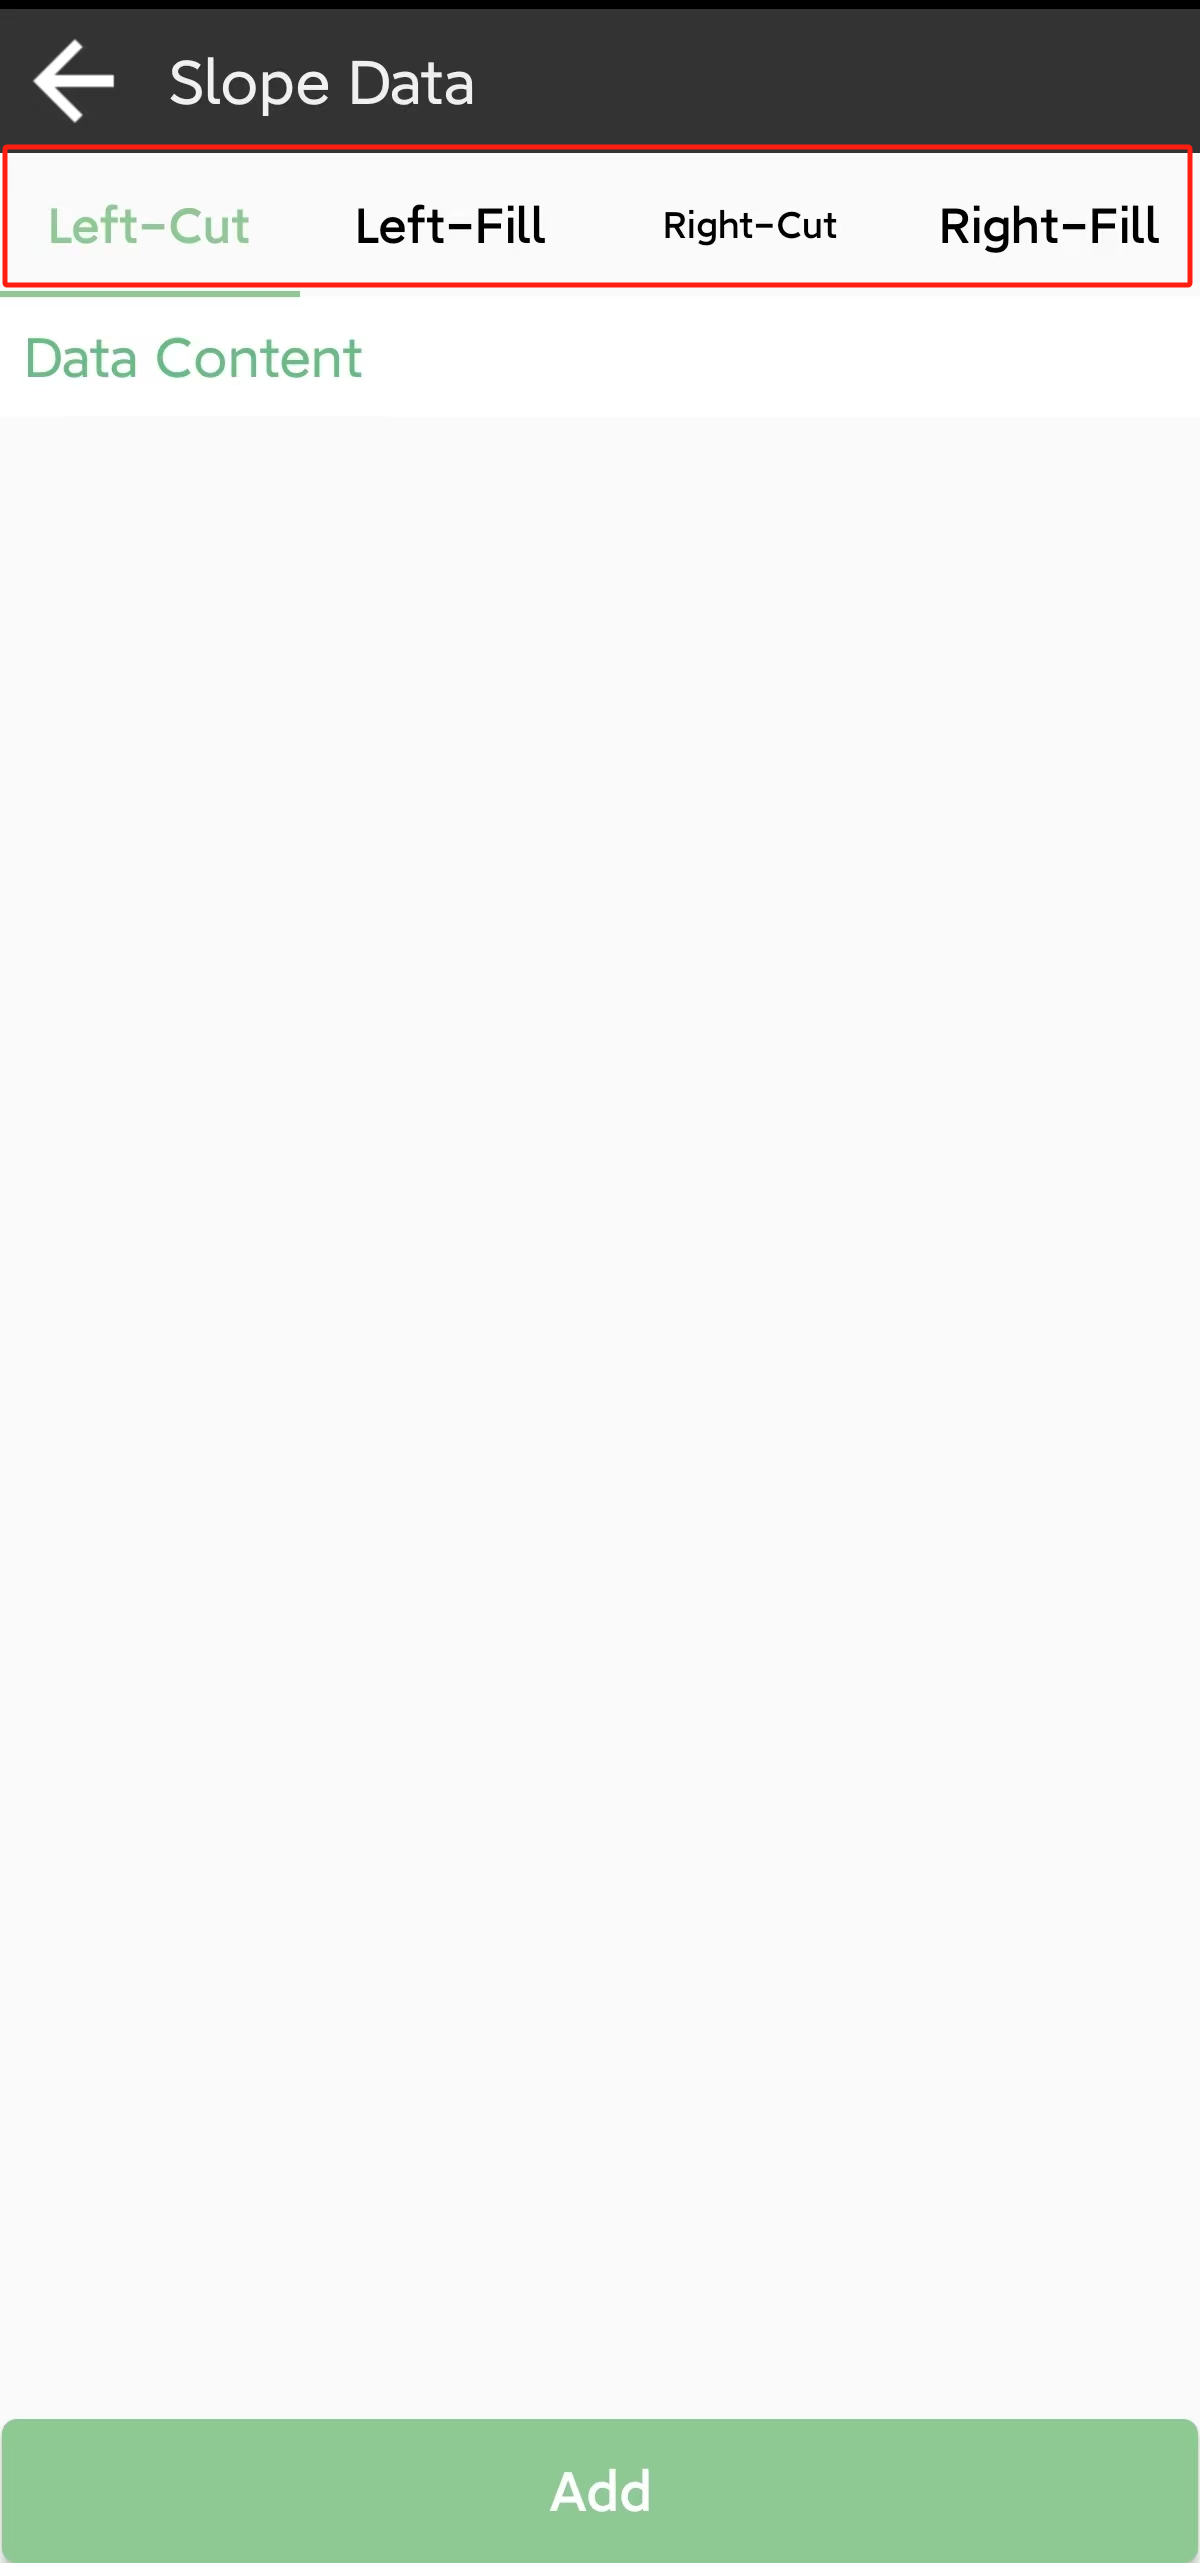 Slope Data
Left-Cut Left-Fill Right-Cut Right-Fill
Data Content
Add